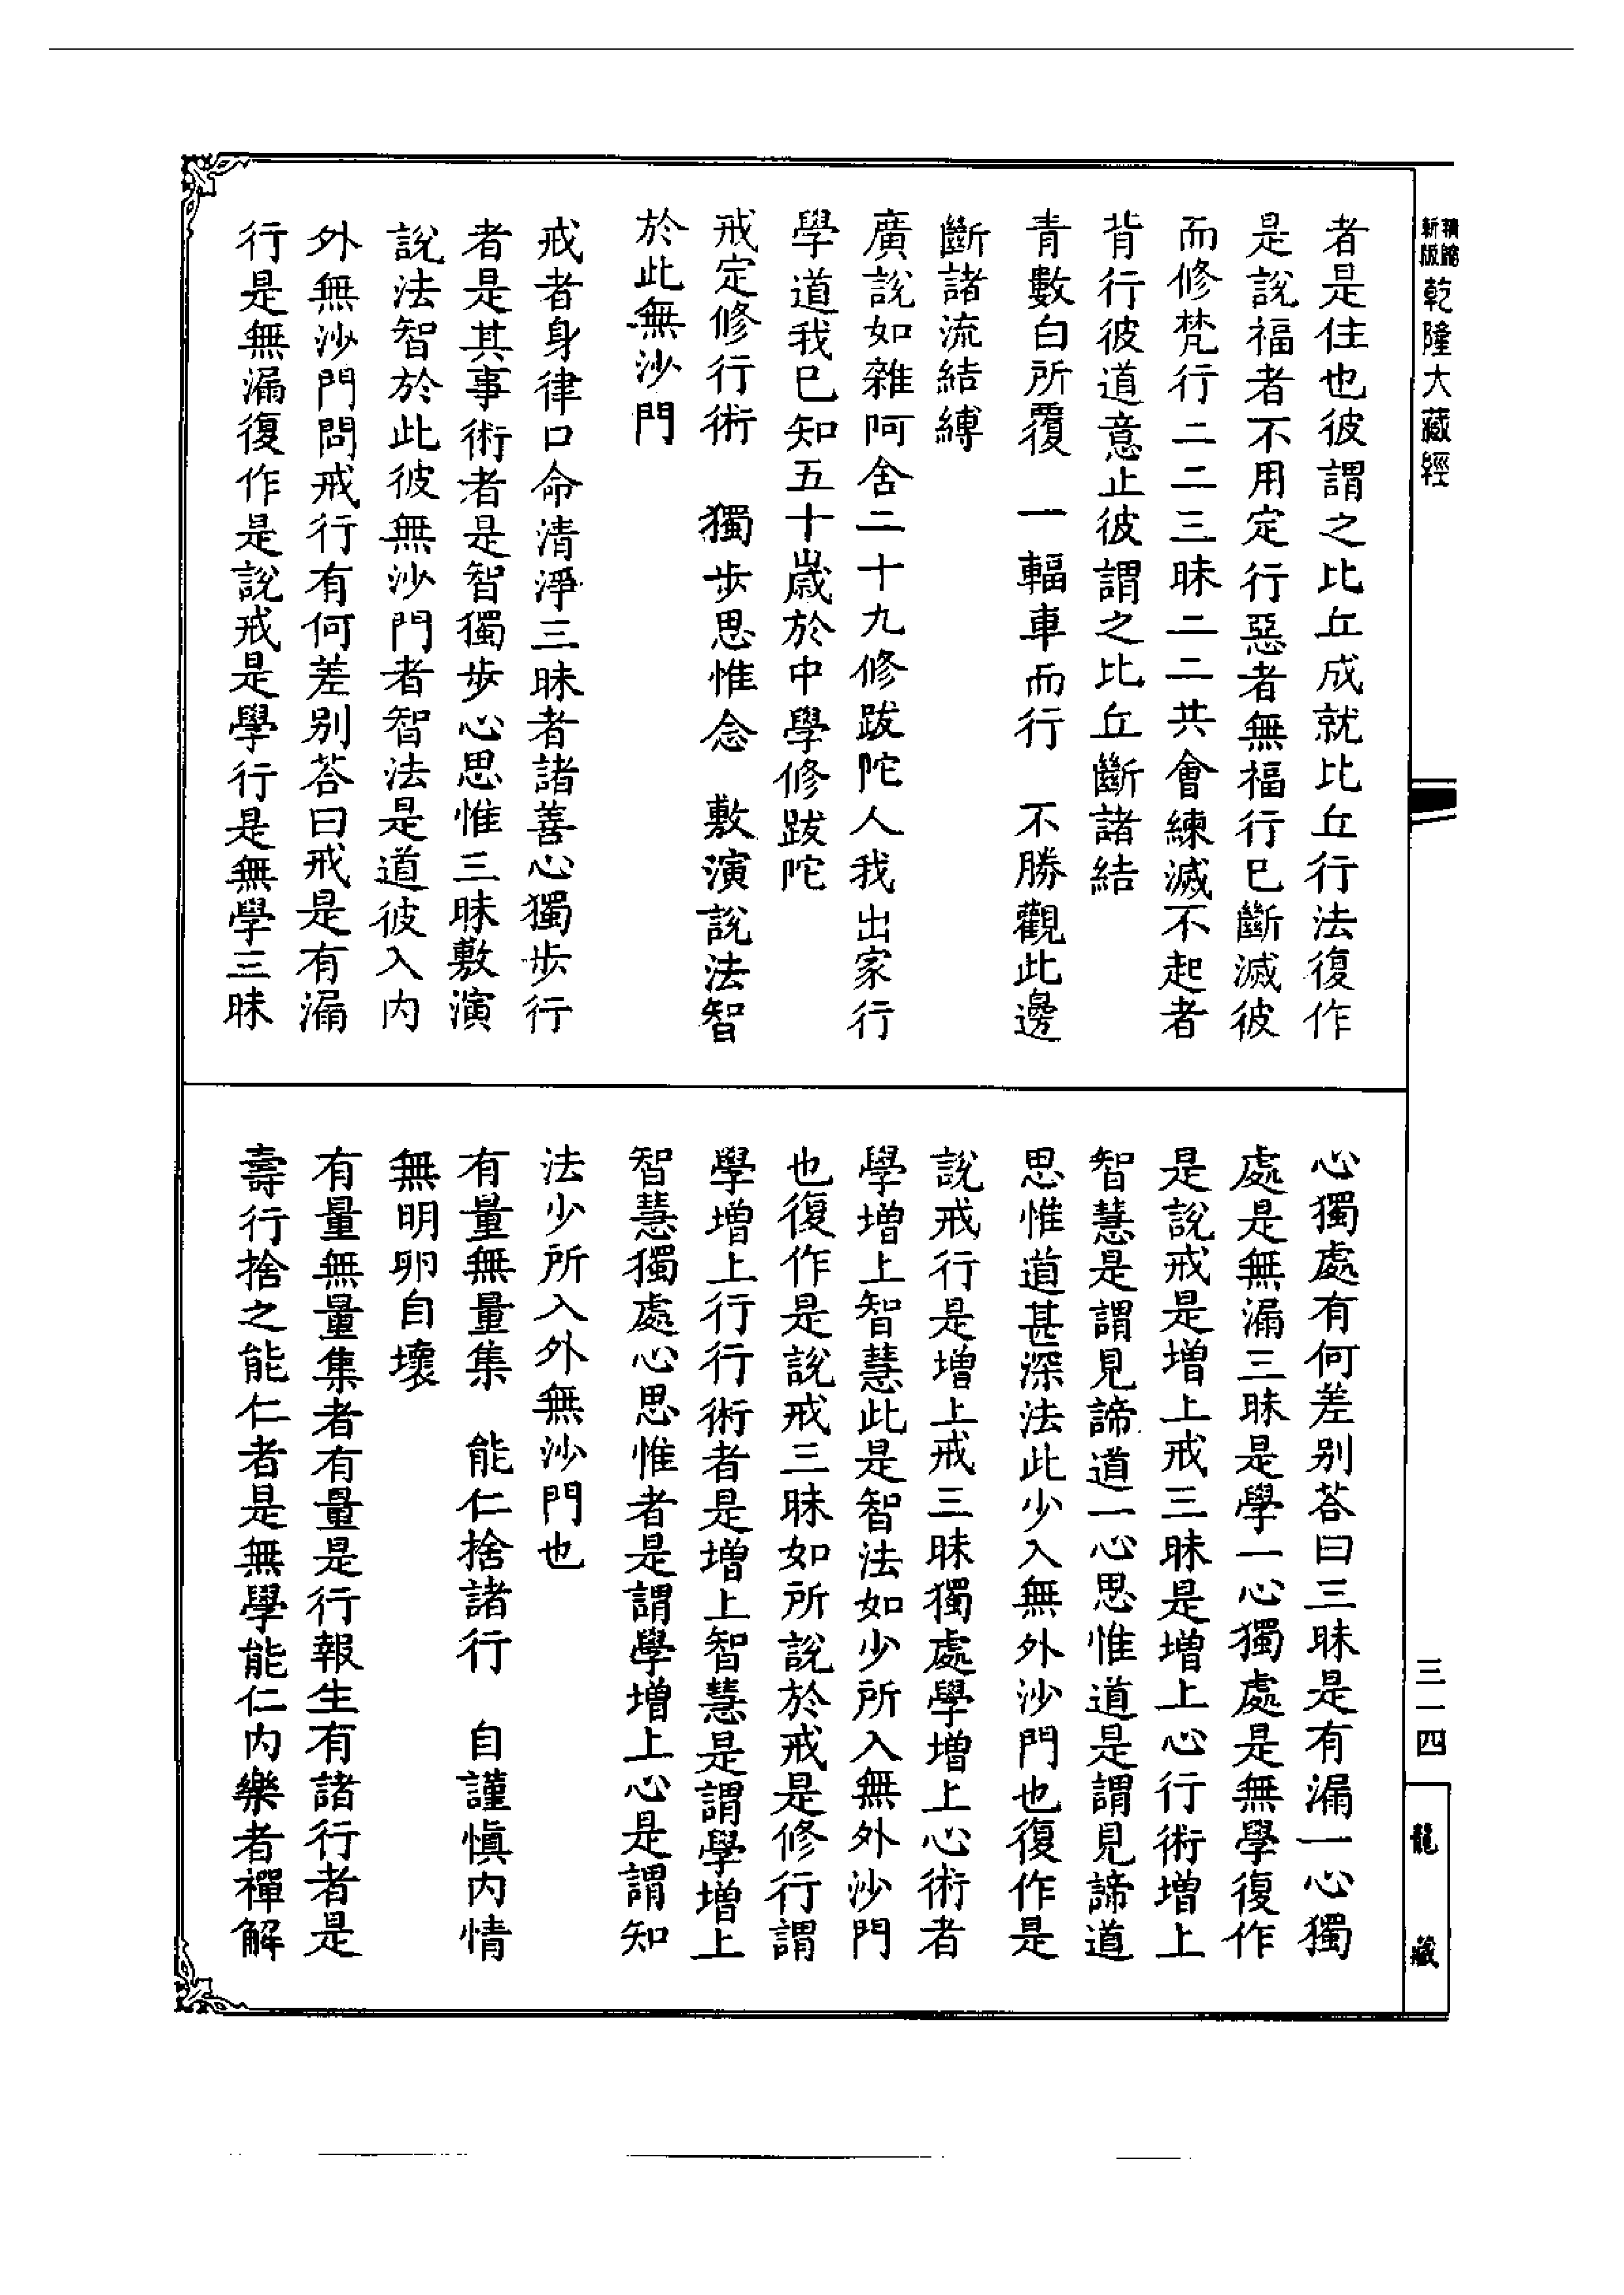 精縮新版乾隆大藏經
者是住也彼謂之比丘成就比丘行法復作
是說福者不用定行惡者無福行已斷滅彼
而修梵行二二三昧二二共會練滅不起者
背行彼道意止彼謂之比丘斷諸結
青數白所覆　一輻車而行　不勝觀此邊
斷諸流結縛
廣說如雜阿舍二十九修跋陀人我出家行
學道我已知五十歲於中學修跋陀
戒定修行術　獨步思惟念　敷演說法智
於此無沙門
戒者身律口命清淨三昧者諸善心獨步行
者是其事術者是智獨步心思惟三昧敷演
說法智於此彼無沙門者智法是道彼入內
外無沙門問戒行有何差別荅曰戒是有漏
行是無漏復作是說戒是學行是無學三昧
心獨處有何差別荅曰三昧是有漏一心獨
處是無漏三昧是學一心獨處是無學復作
是說戒是增上戒三昧是增上心行術增上
智慧是謂見諦道一心思惟道是謂見諦道
思惟道甚深法此少入無外沙門也復作是
說戒行是增上戒三昧獨處學增上心術者
學增上智慧此是智法如少所入無外沙門
也復作是說戒三昧如所說於戒是修行謂
學增上行行術者是增上智慧是謂學增上
智慧獨處心思惟者是謂學增上心是謂知
法少所入外無沙門也
有量無量集　能仁捨諸行　自謹慎內情
無明卵自壞
有量無量集者有量是行報生有諸行者是
壽行捨之能仁者是無學能仁內樂者禪解
三一四
龍藏